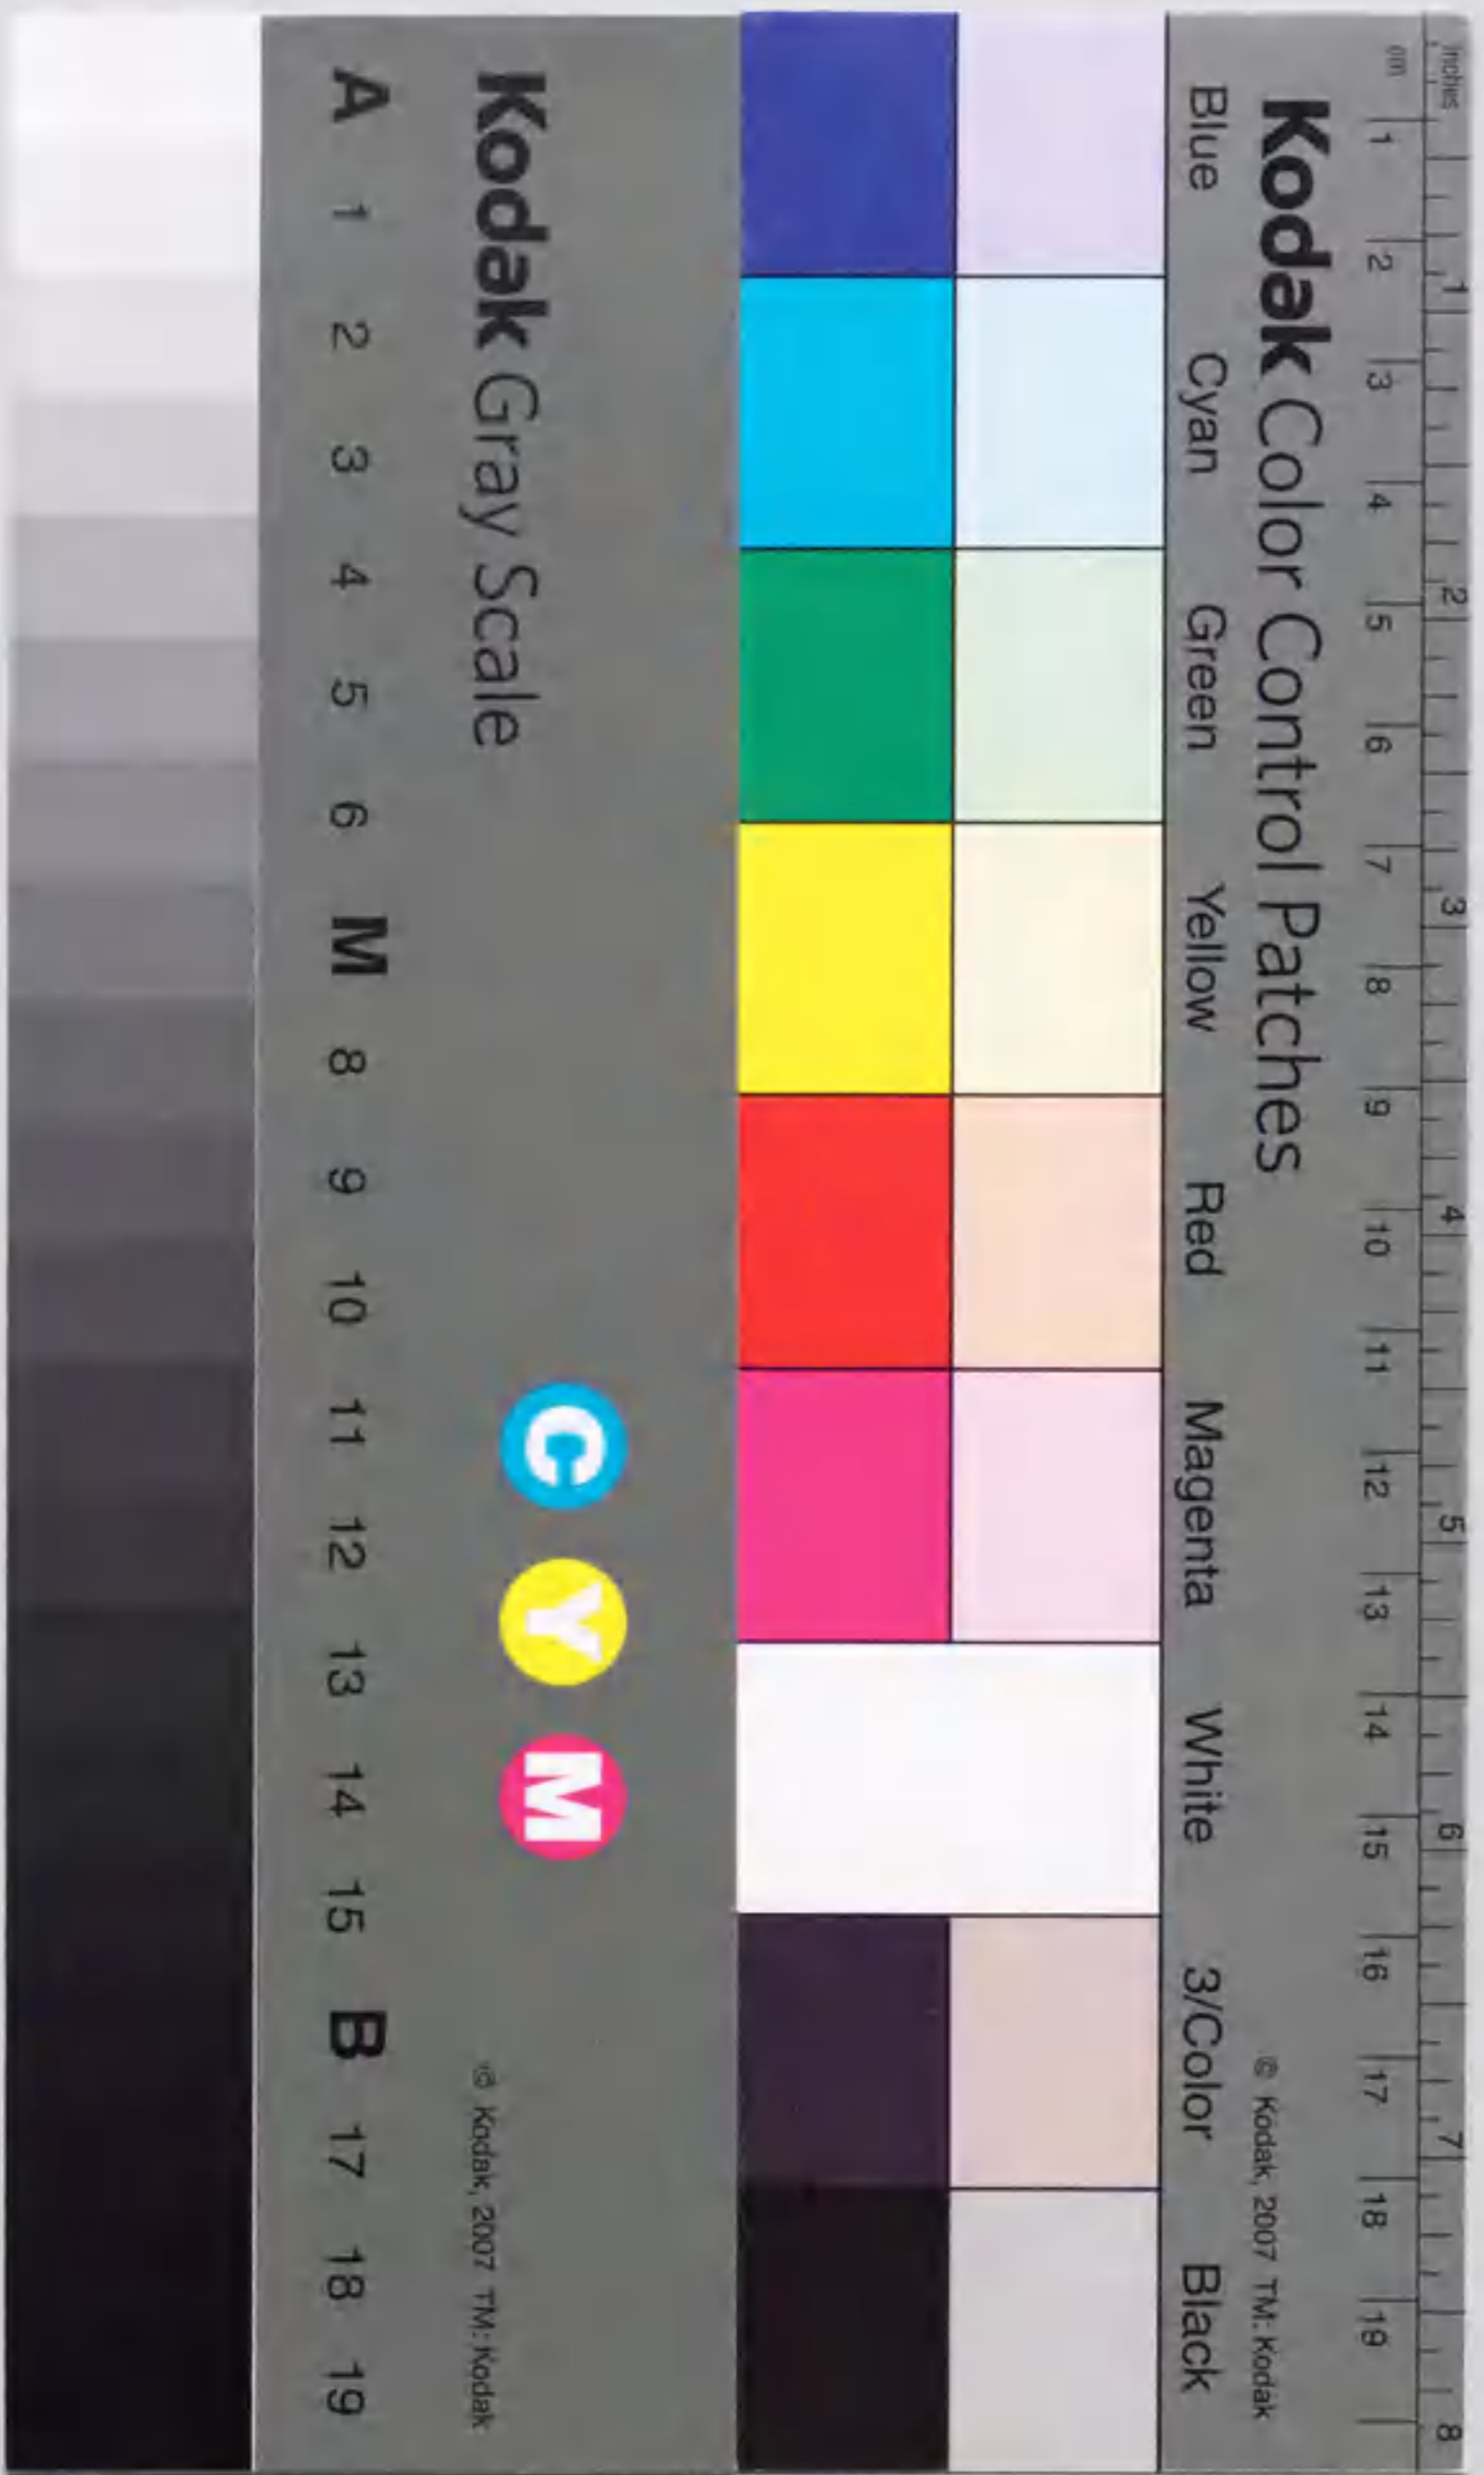 inches 1 2 3 4 5 6 7 8
cm 1 2 3 4 5 6 7 8 9 10 11 12 13 14 15 16 17 18 19
Kodak Color Control Patches
© Kodak, 2007 TM: Kodak
Blue Cyan Green Yellow Red Magenta White 3/Color Black
C Y M
Kodak Gray Scale
© Kodak, 2007 TM: Kodak
A 1 2 3 4 5 6 M 8 9 10 11 12 13 14 15 B 17 18 19